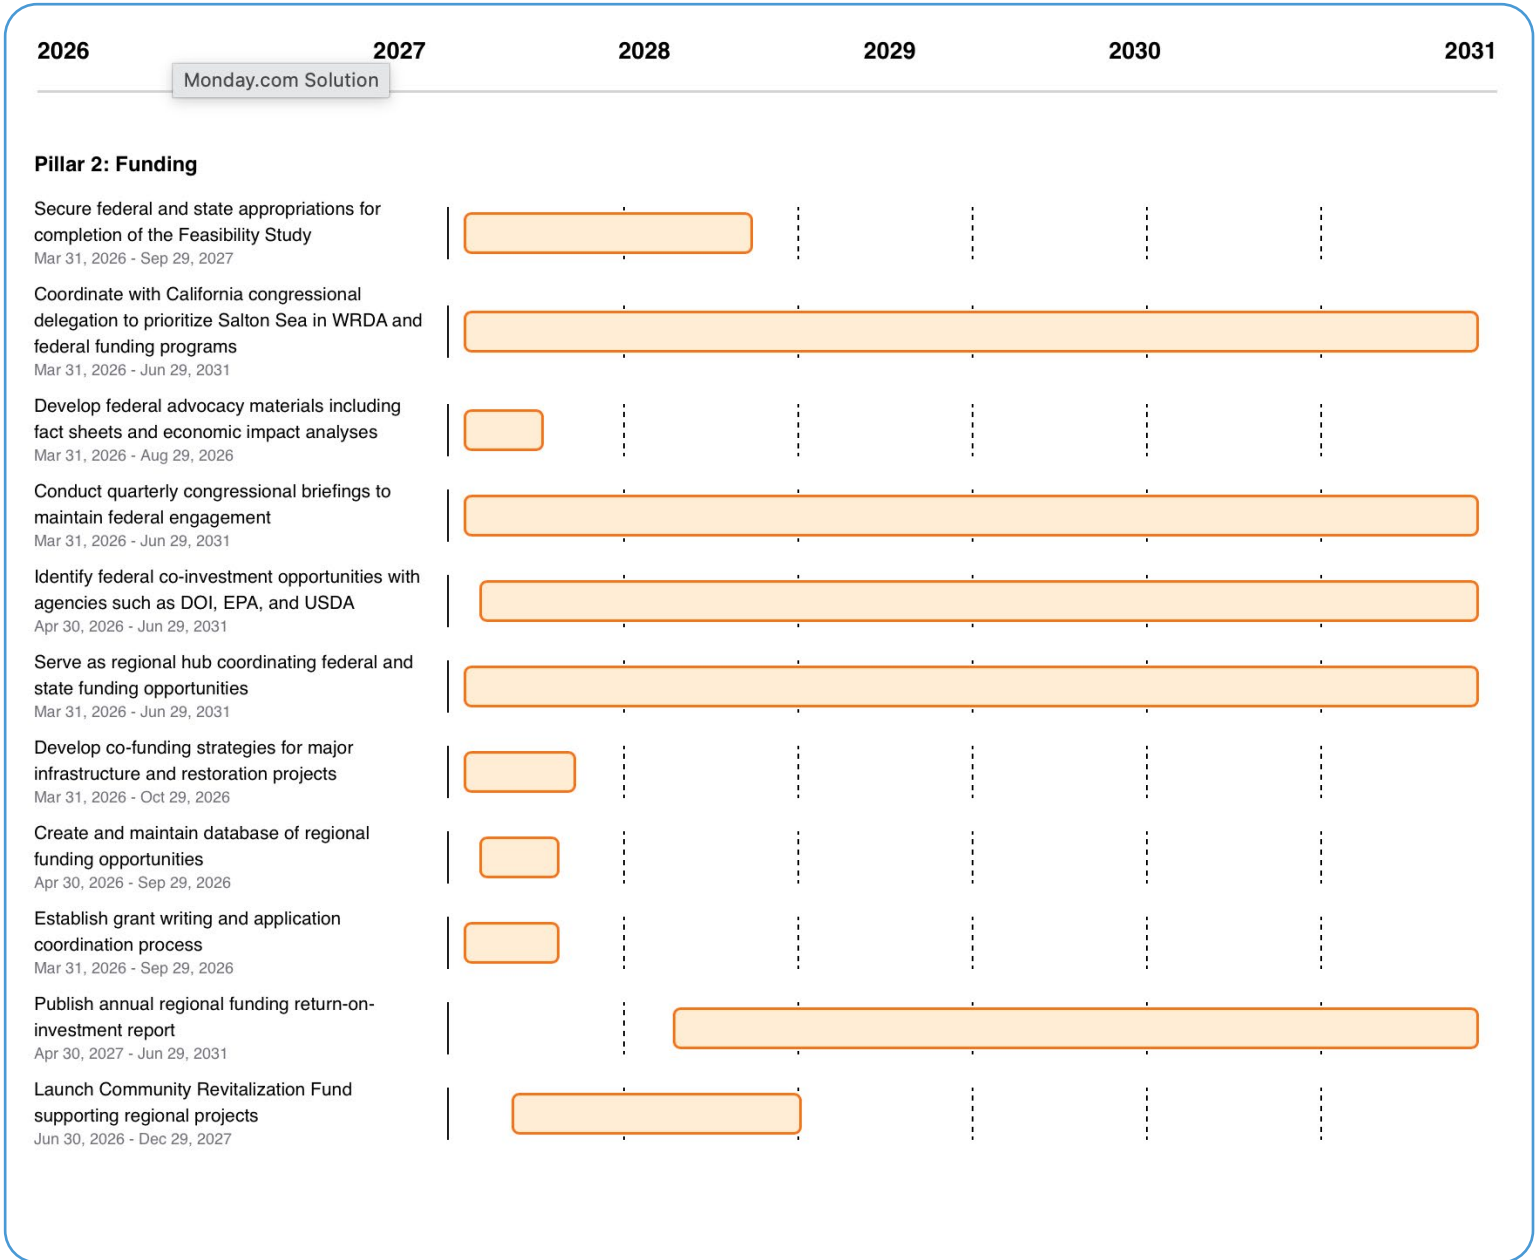 2026 2027 2028 2029 2030 2031
Monday.com Solution
Pillar 2: Funding
Secure federal and state appropriations for
completion of the Feasibility Study
Mar 31, 2026 - Sep 29, 2027
Coordinate with California congressional
delegation to prioritize Salton Sea in WRDA and
federal funding programs
Mar 31, 2026 - Jun 29, 2031
Develop federal advocacy materials including
fact sheets and economic impact analyses
Mar 31, 2026 - Aug 29, 2026
Conduct quarterly congressional briefings to
maintain federal engagement
Mar 31, 2026 - Jun 29, 2031
Identify federal co-investment opportunities with
agencies such as DOI, EPA, and USDA
Apr 30, 2026 - Jun 29, 2031
Serve as regional hub coordinating federal and
state funding opportunities
Mar 31, 2026 - Jun 29, 2031
Develop co-funding strategies for major
infrastructure and restoration projects
Mar 31, 2026 - Oct 29, 2026
Create and maintain database of regional
funding opportunities
Apr 30, 2026 - Sep 29, 2026
Establish grant writing and application
coordination process
Mar 31, 2026 - Sep 29, 2026
Publish annual regional funding return-on-
investment report
Apr 30, 2027 - Jun 29, 2031
Launch Community Revitalization Fund
supporting regional projects
Jun 30, 2026 - Dec 29, 2027